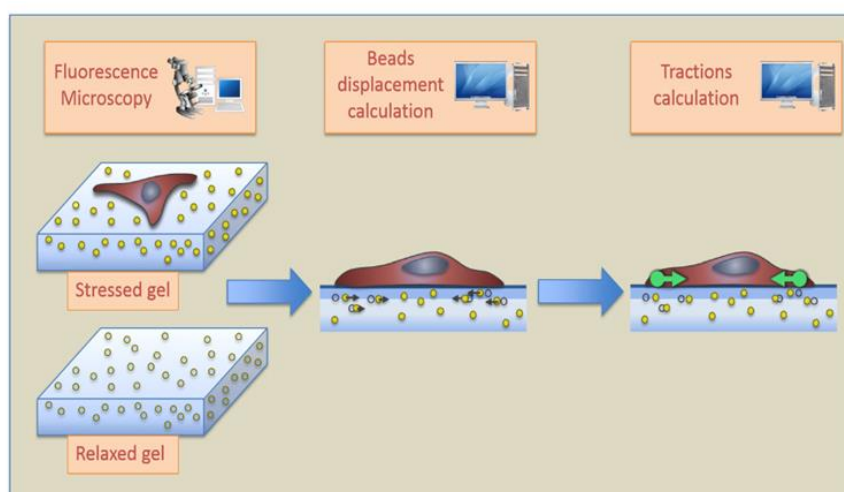 Fluorescence
Microscopy
Beads
displacement
calculation
Tractions
calculation
Stressed gel
Relaxed gel